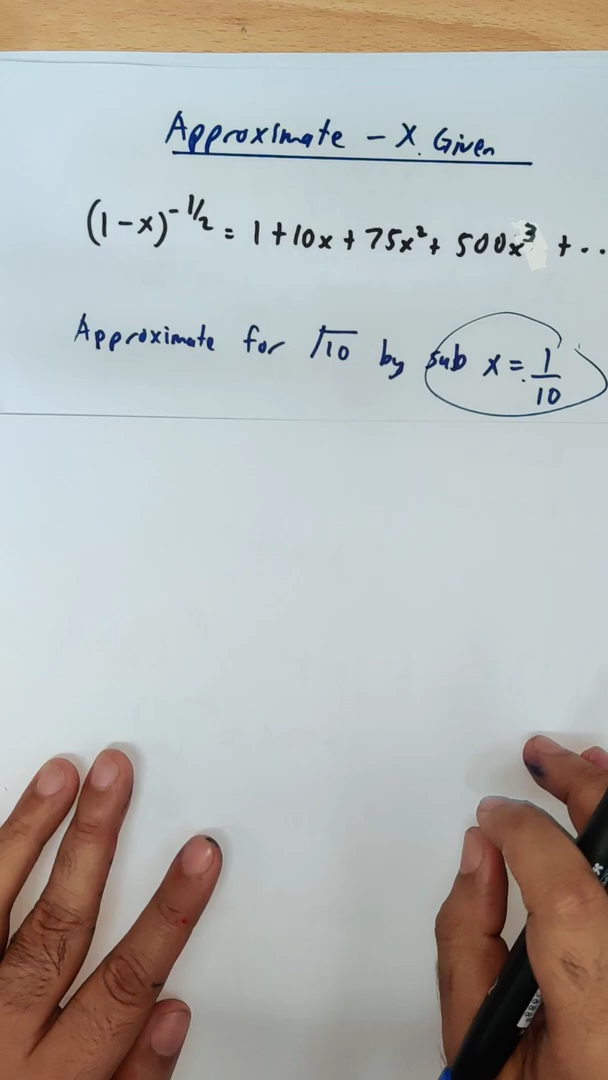 Approximate - X Given
(1-x)^-1/2 = 1+10x+75x²+ 500x³ + ..
Approximate for √10 by sub x = 1/10